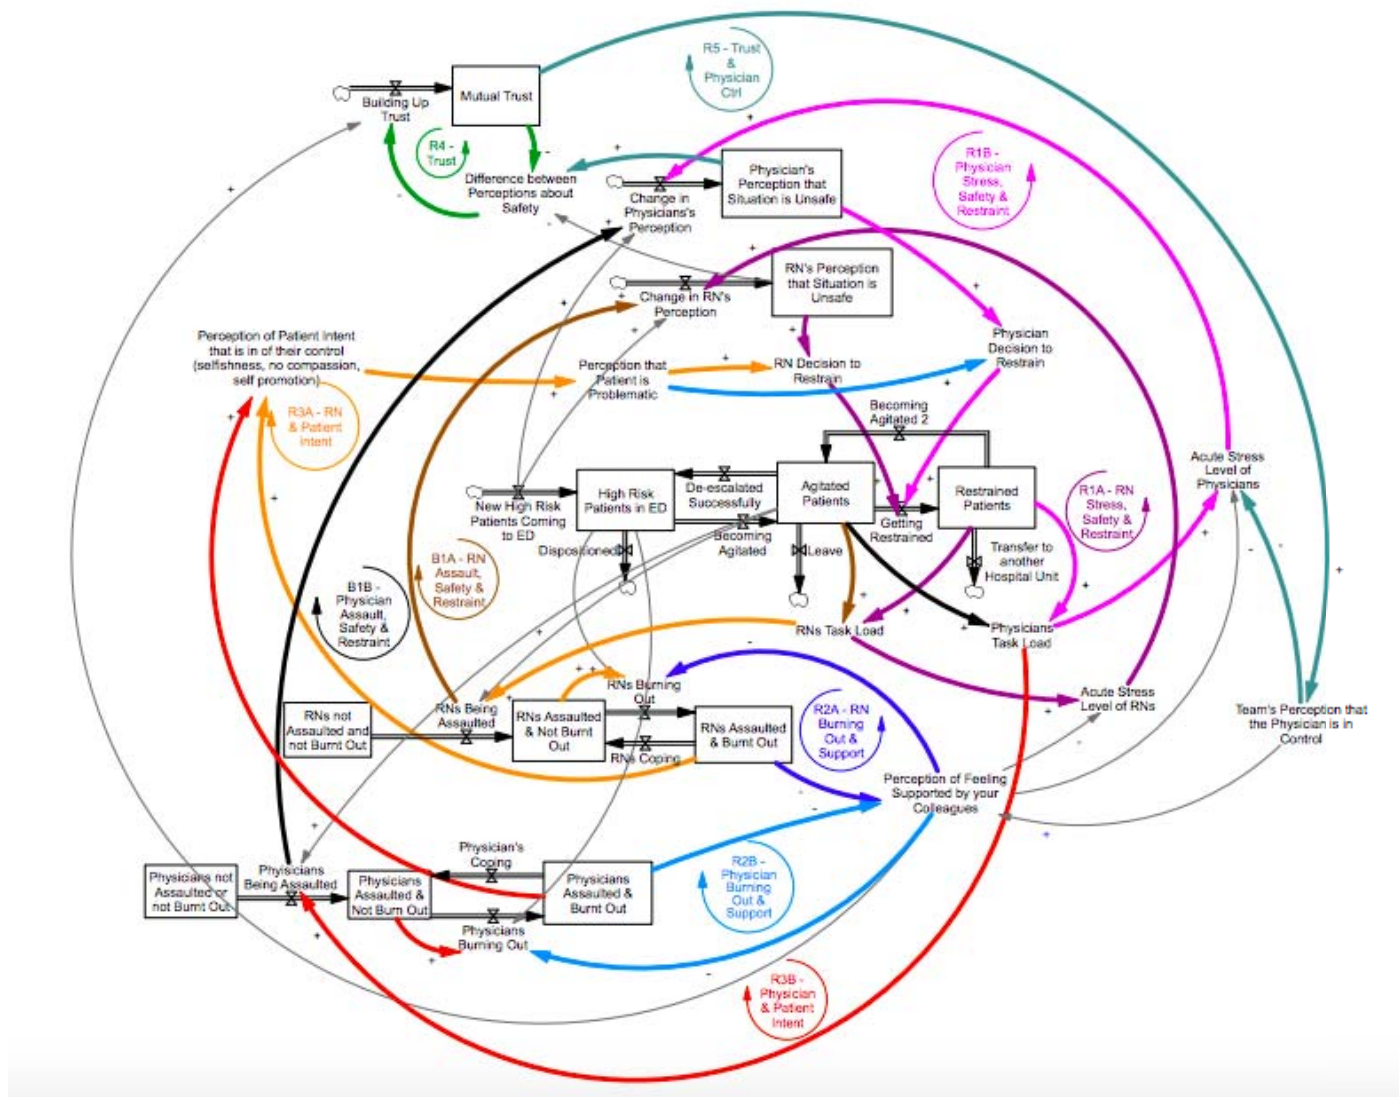 R5 - Trust
&
Physician
Ctrl
Building Up
Trust
Mutual Trust
R4 -
Trust
Difference between
Perceptions about
Safety
Physician's
Perception that
Situation is Unsafe
Change in
Physicians's
Perception
R1B -
Physician
Stress,
Safety &
Restraint
RN's Perception
that Situation is
Unsafe
Change in RN's
Perception
Perception of Patient Intent
that is in of their control
(selfishness, no compassion,
self promotion)
Perception that
Patient is
Problematic
RN Decision to
Restrain
Physician
Decision to
Restrain
R3A - RN
& Patient
Intent
Becoming
Agitated 2
Acute Stress
Level of
Physicians
High Risk
Patients in ED
De-escalated
Successfully
Agitated
Patients
Restrained
Patients
R1A - RN
Stress,
Safety &
Restraint
New High Risk
Patients Coming
to ED
Becoming
Agitated
Getting
Restrained
Dispositioned
Leave
Transfer to
another
Hospital Unit
B1A - RN
Assault,
Safety &
Restraint
B1B -
Physician
Assault,
Safety &
Restraint
RNs Task Load
Physicians
Task Load
RNs Burning
Out
RNs not
Assaulted and
not Burnt Out
RNs Being
Assaulted
RNs Assaulted
& Not Burnt
Out
RNs Assaulted
& Burnt Out
RNs Coping
R2A - RN
Burning
Out &
Support
Acute Stress
Level of RNs
Team's Perception that
the Physician is in
Control
Perception of Feeling
Supported by your
Colleagues
Physicians not
Assaulted or
not Burnt Out
Phyisicians
Being Assaulted
Physicians
Assaulted &
Not Burn Out
Physician's
Coping
Physicians
Assaulted &
Burnt Out
Physicians
Burning Out
R2B -
Physician
Burning
Out &
Support
R3B -
Physician
& Patient
Intent